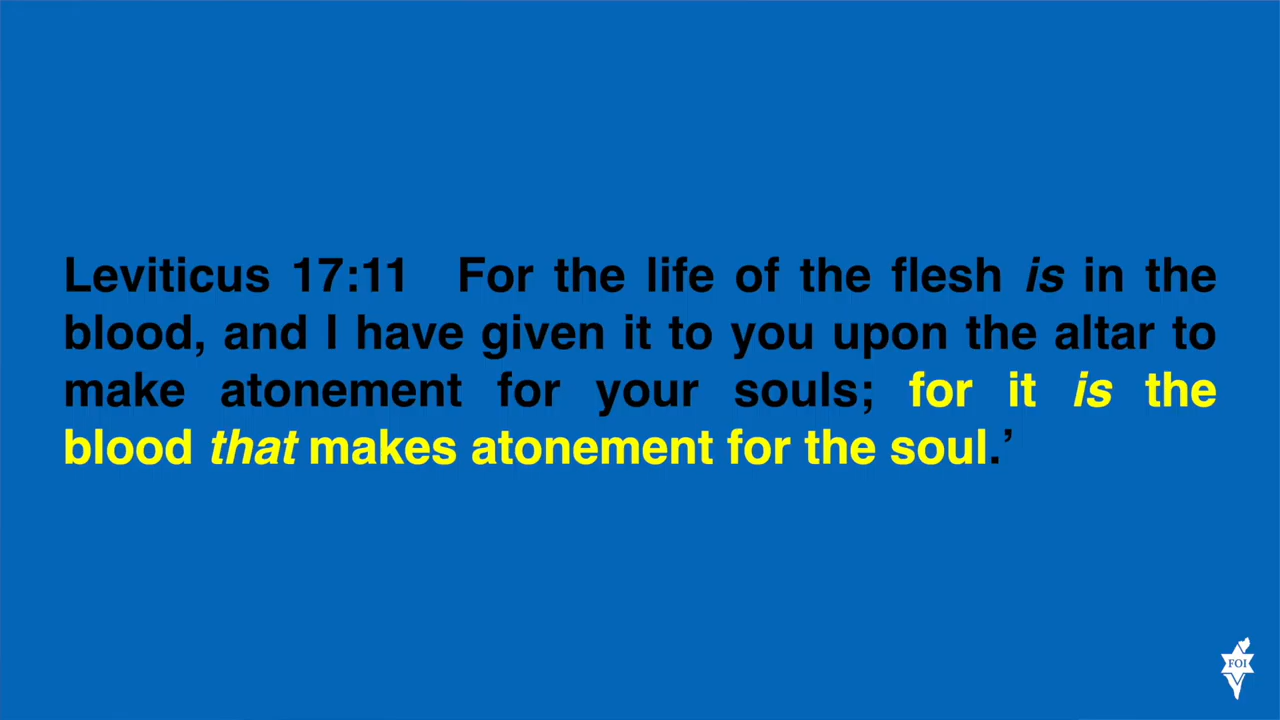 Leviticus 17:11 For the life of the flesh is in the
blood, and I have given it to you upon the altar to
make atonement for your souls; for it is the
blood that makes atonement for the soul.’
FOI